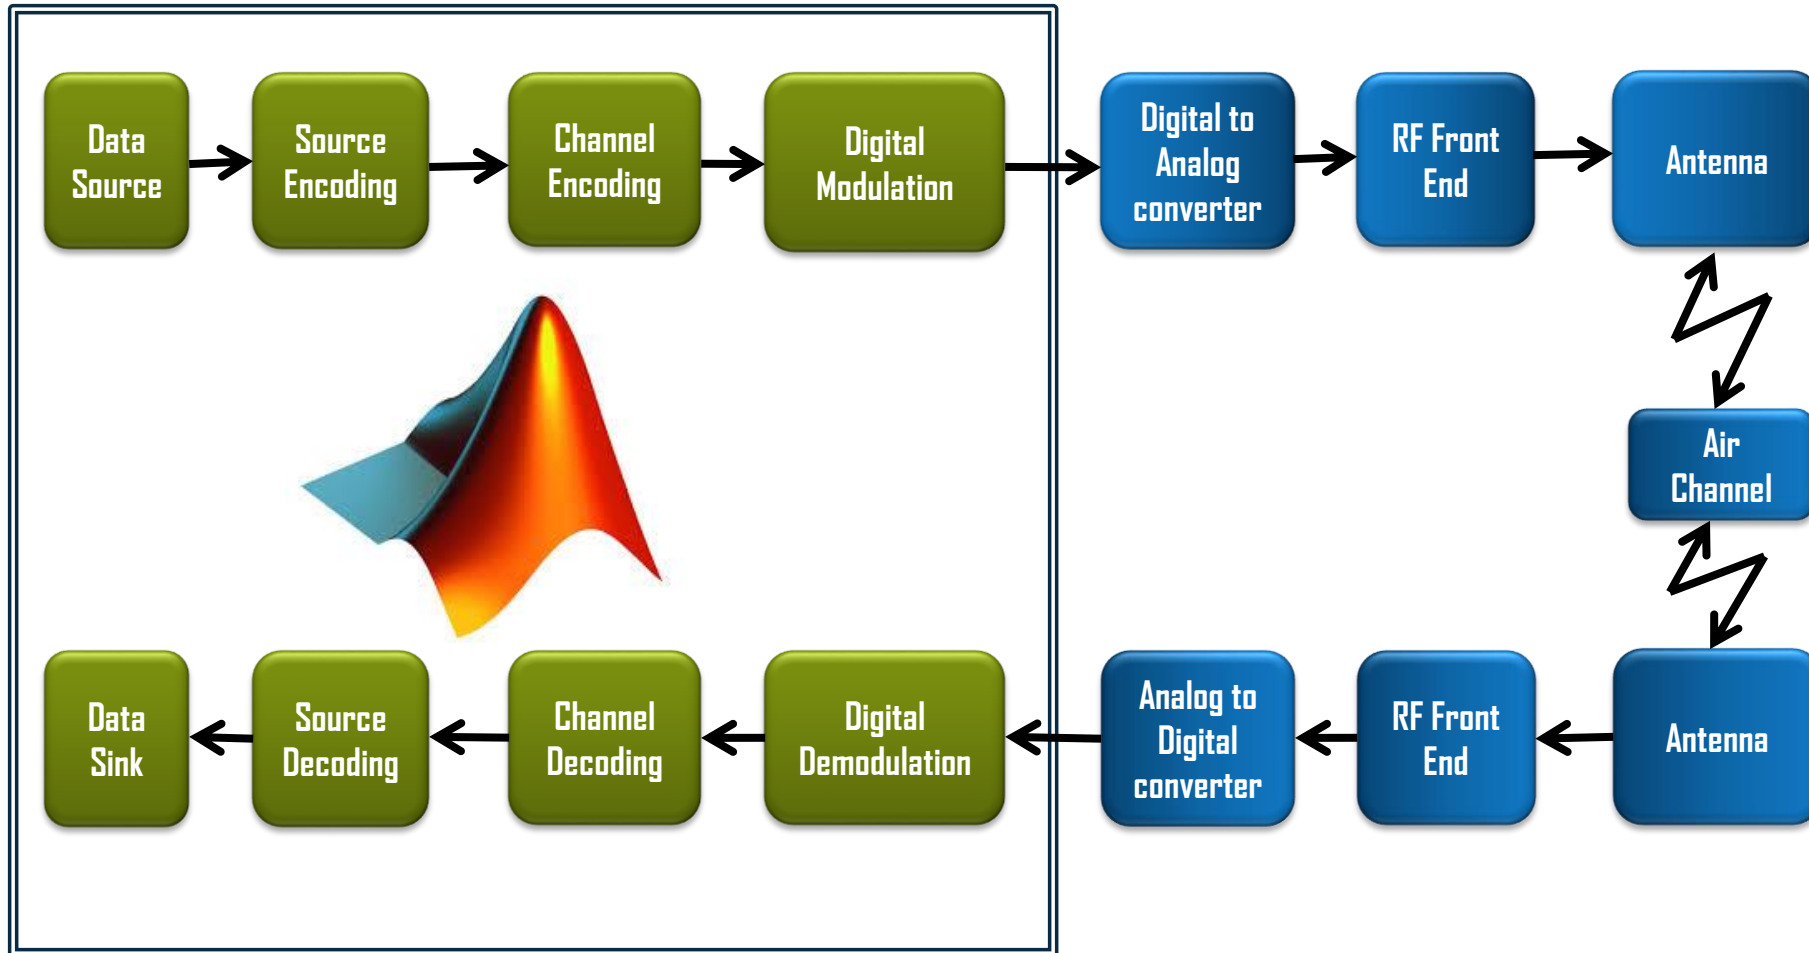 Data
Source
Source
Encoding
Channel
Encoding
Digital
Modulation
Digital to
Analog
converter
RF Front
End
Antenna
Air
Channel
Data
Sink
Source
Decoding
Channel
Decoding
Digital
Demodulation
Analog to
Digital
converter
RF Front
End
Antenna